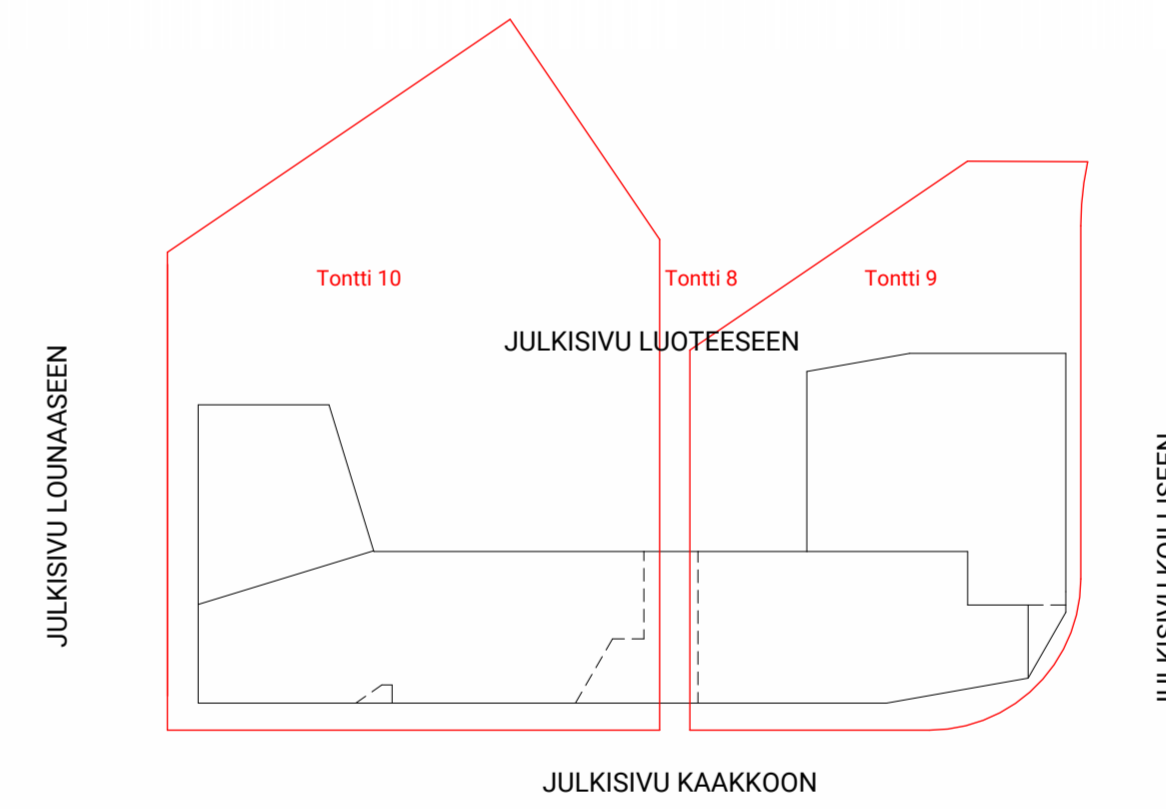 Tontti 10
Tontti 8
Tontti 9
JULKISIVU LUOTEESEEN
JULKISIVU LOUNAASEEN
JULKISIVU KAAKKOON